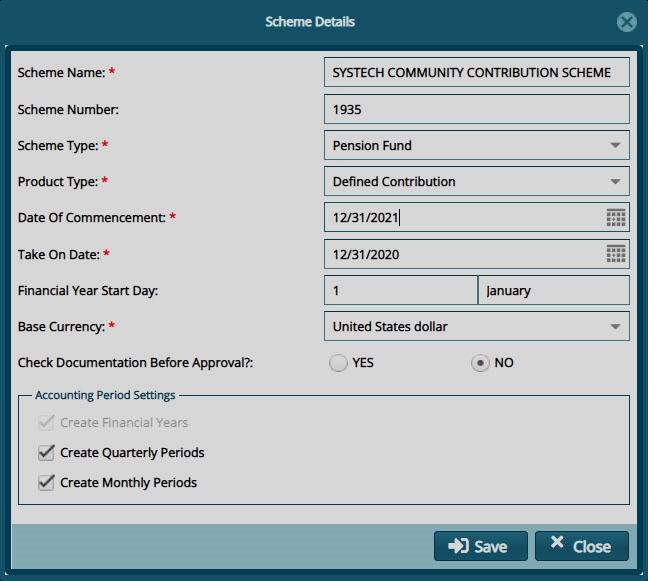 Scheme Details
Scheme Name: * SYSTECH COMMUNITY CONTRIBUTION SCHEME
Scheme Number: 1935
Scheme Type: * Pension Fund
Product Type: * Defined Contribution
Date Of Commencement: * 12/31/2021
Take On Date: * 12/31/2020
Financial Year Start Day: 1 January
Base Currency: * United States dollar
Check Documentation Before Approval?: YES NO
Accounting Period Settings
Create Financial Years
Create Quarterly Periods
Create Monthly Periods
Save Close